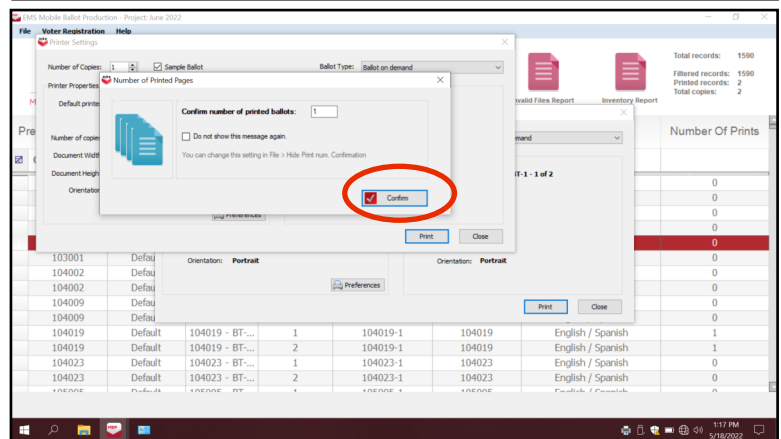 EMS Mobile Ballot Production - Project: June 2022
File Voter Registration Help
Printer Settings
Number of Copies: 1 Sample Ballot Ballot Type: Ballot on demand
Total records: 1590
Filtered records: 1590
Printed records: 2
Total copies: 2
Printer Properties
Number of Printed Pages
Default printe
Invalid Files Report Inventory Report
Confirm number of printed ballots: 1
Do not show this message again.
You can change this setting in File > Hide Print num. Confirmation
Confirm
Pre
Number Of Prints
Number of copie
mand
Document Widt
Document Heigh
IT-1 - 1 of 2
Orientation
0
0
Preferences
0
0
Print Close
0
103001 Defau Orientation: Portrait Orientation: Portrait 0
104002 Defau 0
104002 Defau Preferences 0
104009 Defau Print Close 0
104009 Defau 0
104019 Default 104019 - BT-... 1 104019-1 104019 English / Spanish 1
104019 Default 104019 - BT-... 2 104019-1 104019 English / Spanish 1
104023 Default 104023 - BT-... 1 104023-1 104023 English / Spanish 0
104023 Default 104023 - BT-... 2 104023-1 104023 English / Spanish 0
1:17 PM
5/18/2022